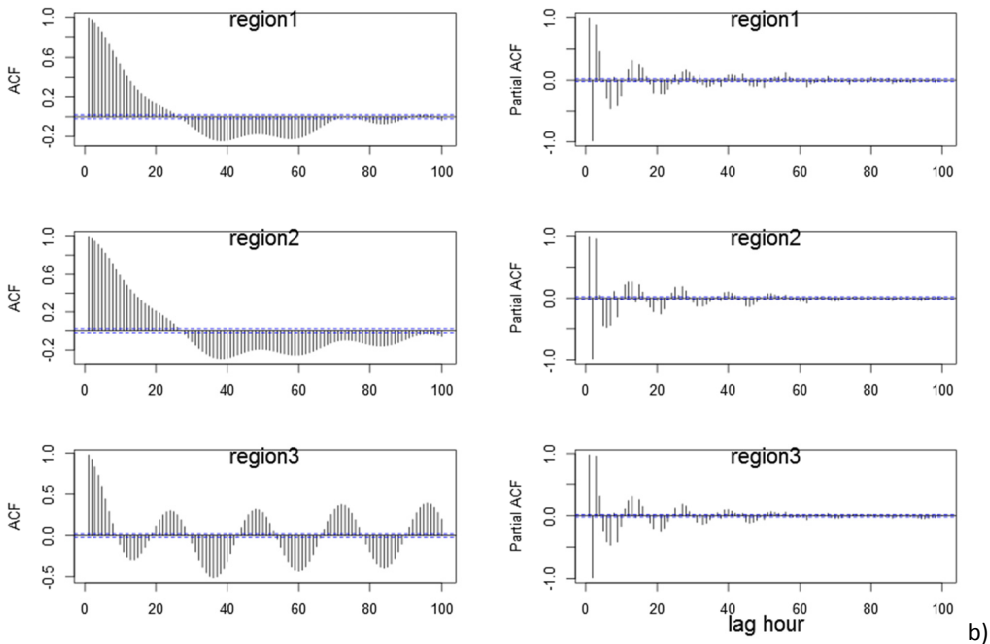 region1
ACF
-0.2 0.2 0.6 1.0
0 20 40 60 80 100
region1
Partial ACF
-1.0 0.0 1.0
0 20 40 60 80 100
region2
ACF
-0.2 0.2 0.6 1.0
0 20 40 60 80 100
region2
Partial ACF
-1.0 0.0 1.0
0 20 40 60 80 100
region3
ACF
-0.5 0.0 0.5 1.0
0 20 40 60 80 100
region3
Partial ACF
-1.0 0.0 1.0
0 20 40 60 80 100
lag hour
b)